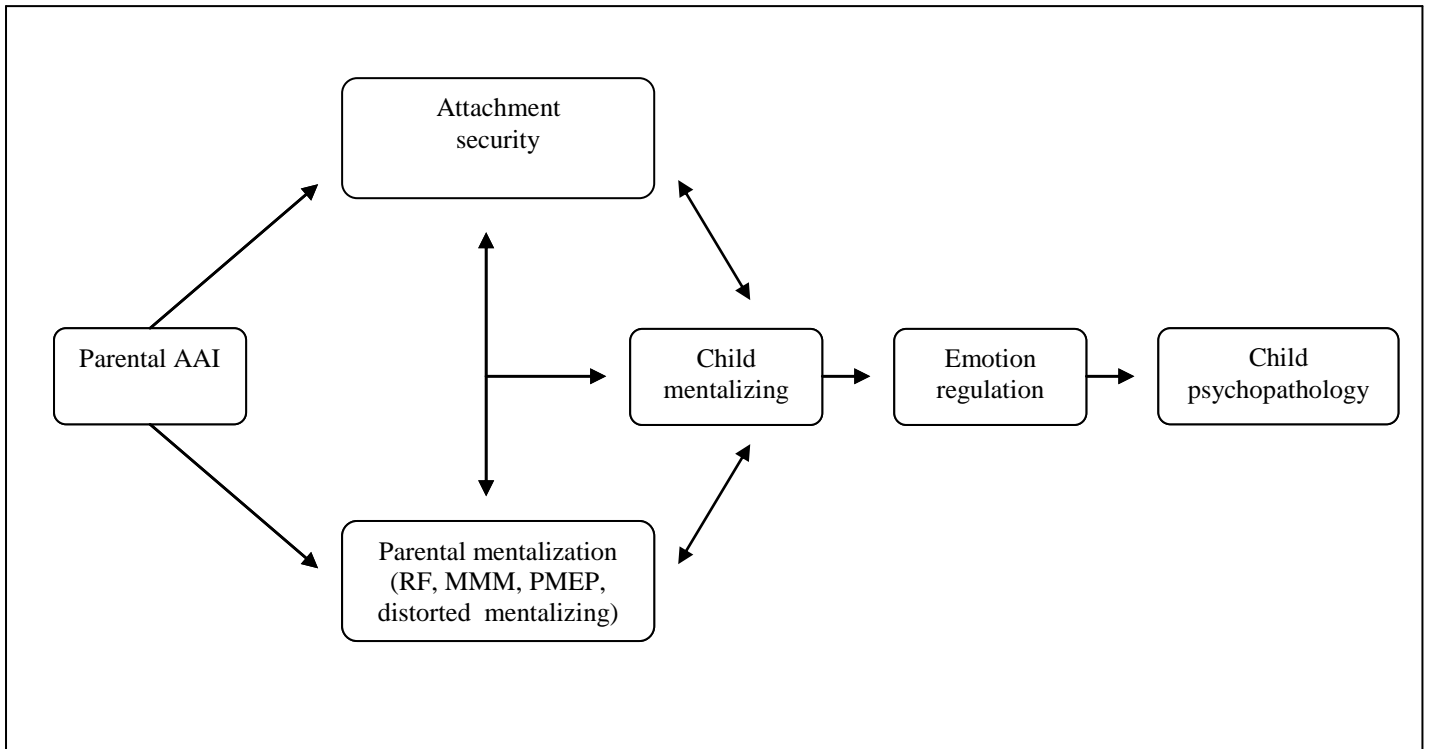 Attachment
security
Parental AAI
Child
mentalizing
Emotion
regulation
Child
psychopathology
Parental mentalization
(RF, MMM, PMEP,
distorted mentalizing)